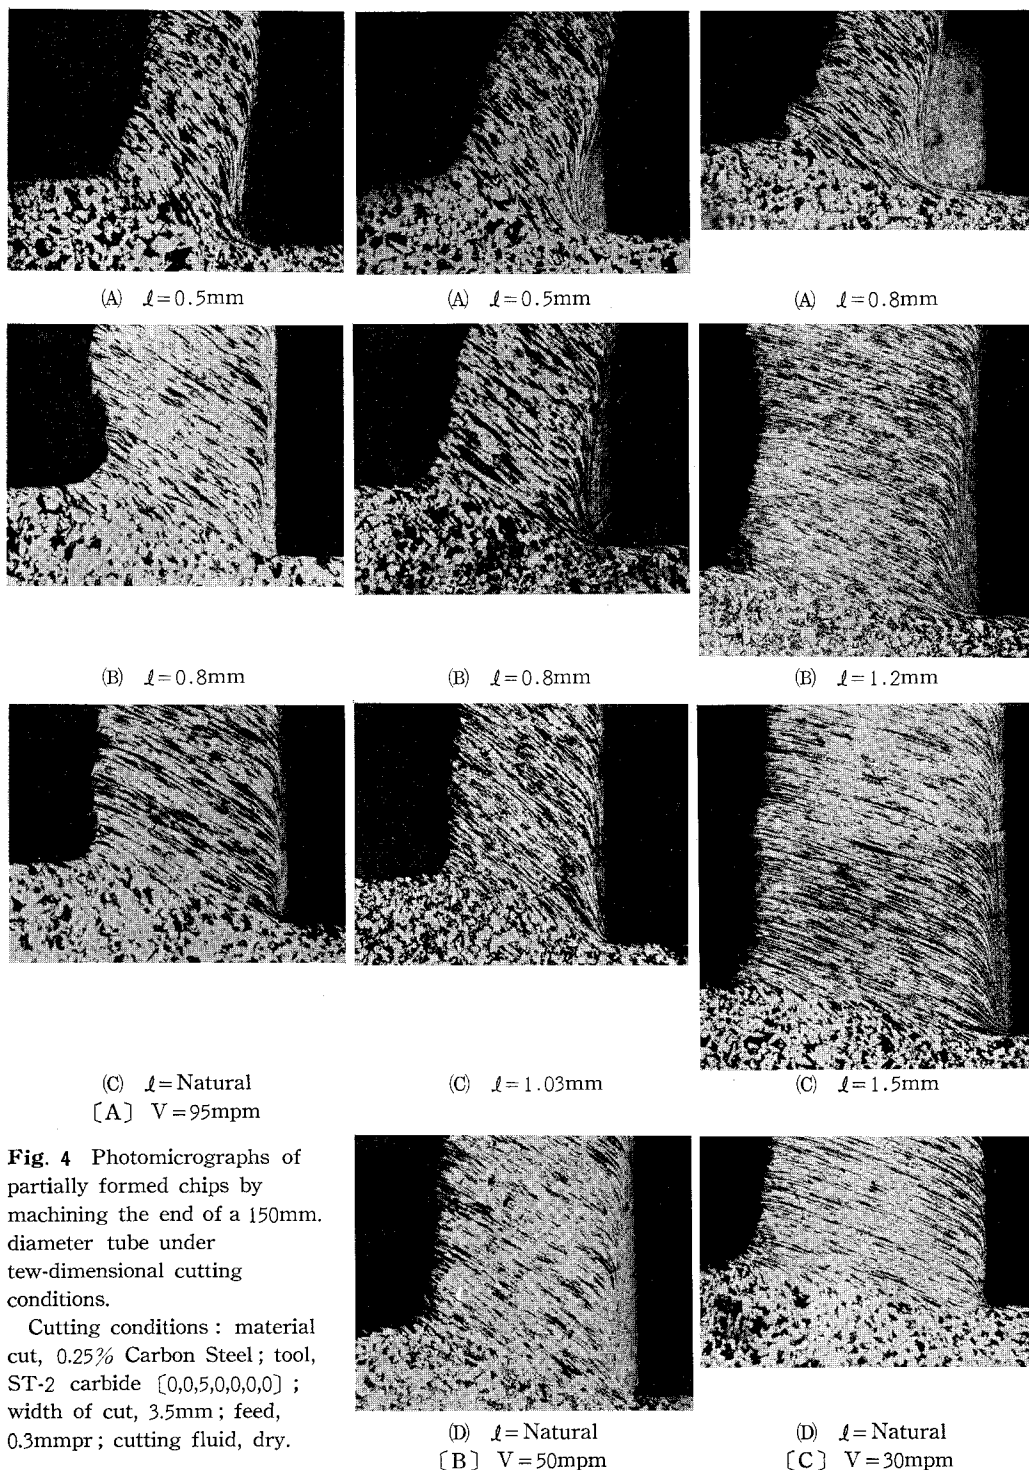 (A) ℓ=0.5mm
(A) ℓ=0.5mm
(A) ℓ=0.8mm
(B) ℓ=0.8mm
(B) ℓ=0.8mm
(B) ℓ=1.2mm
(C) ℓ=Natural
〔A〕 V=95mpm
(C) ℓ=1.03mm
(C) ℓ=1.5mm
Fig. 4 Photomicrographs of
partially formed chips by
machining the end of a 150mm.
diameter tube under
tew-dimensional cutting
conditions.
Cutting conditions : material
cut, 0.25% Carbon Steel ; tool,
ST-2 carbide 〔0,0,5,0,0,0,0〕 ;
width of cut, 3.5mm ; feed,
0.3mmpr ; cutting fluid, dry.
(D) ℓ=Natural
〔B〕 V=50mpm
(D) ℓ=Natural
〔C〕 V=30mpm